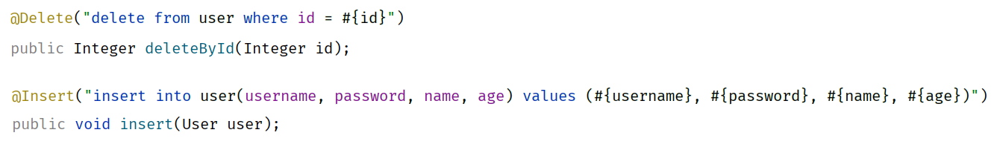 @Delete("delete from user where id = #{id}")
public Integer deleteById(Integer id);
@Insert("insert into user(username, password, name, age) values (#{username}, #{password}, #{name}, #{age})")
public void insert(User user);